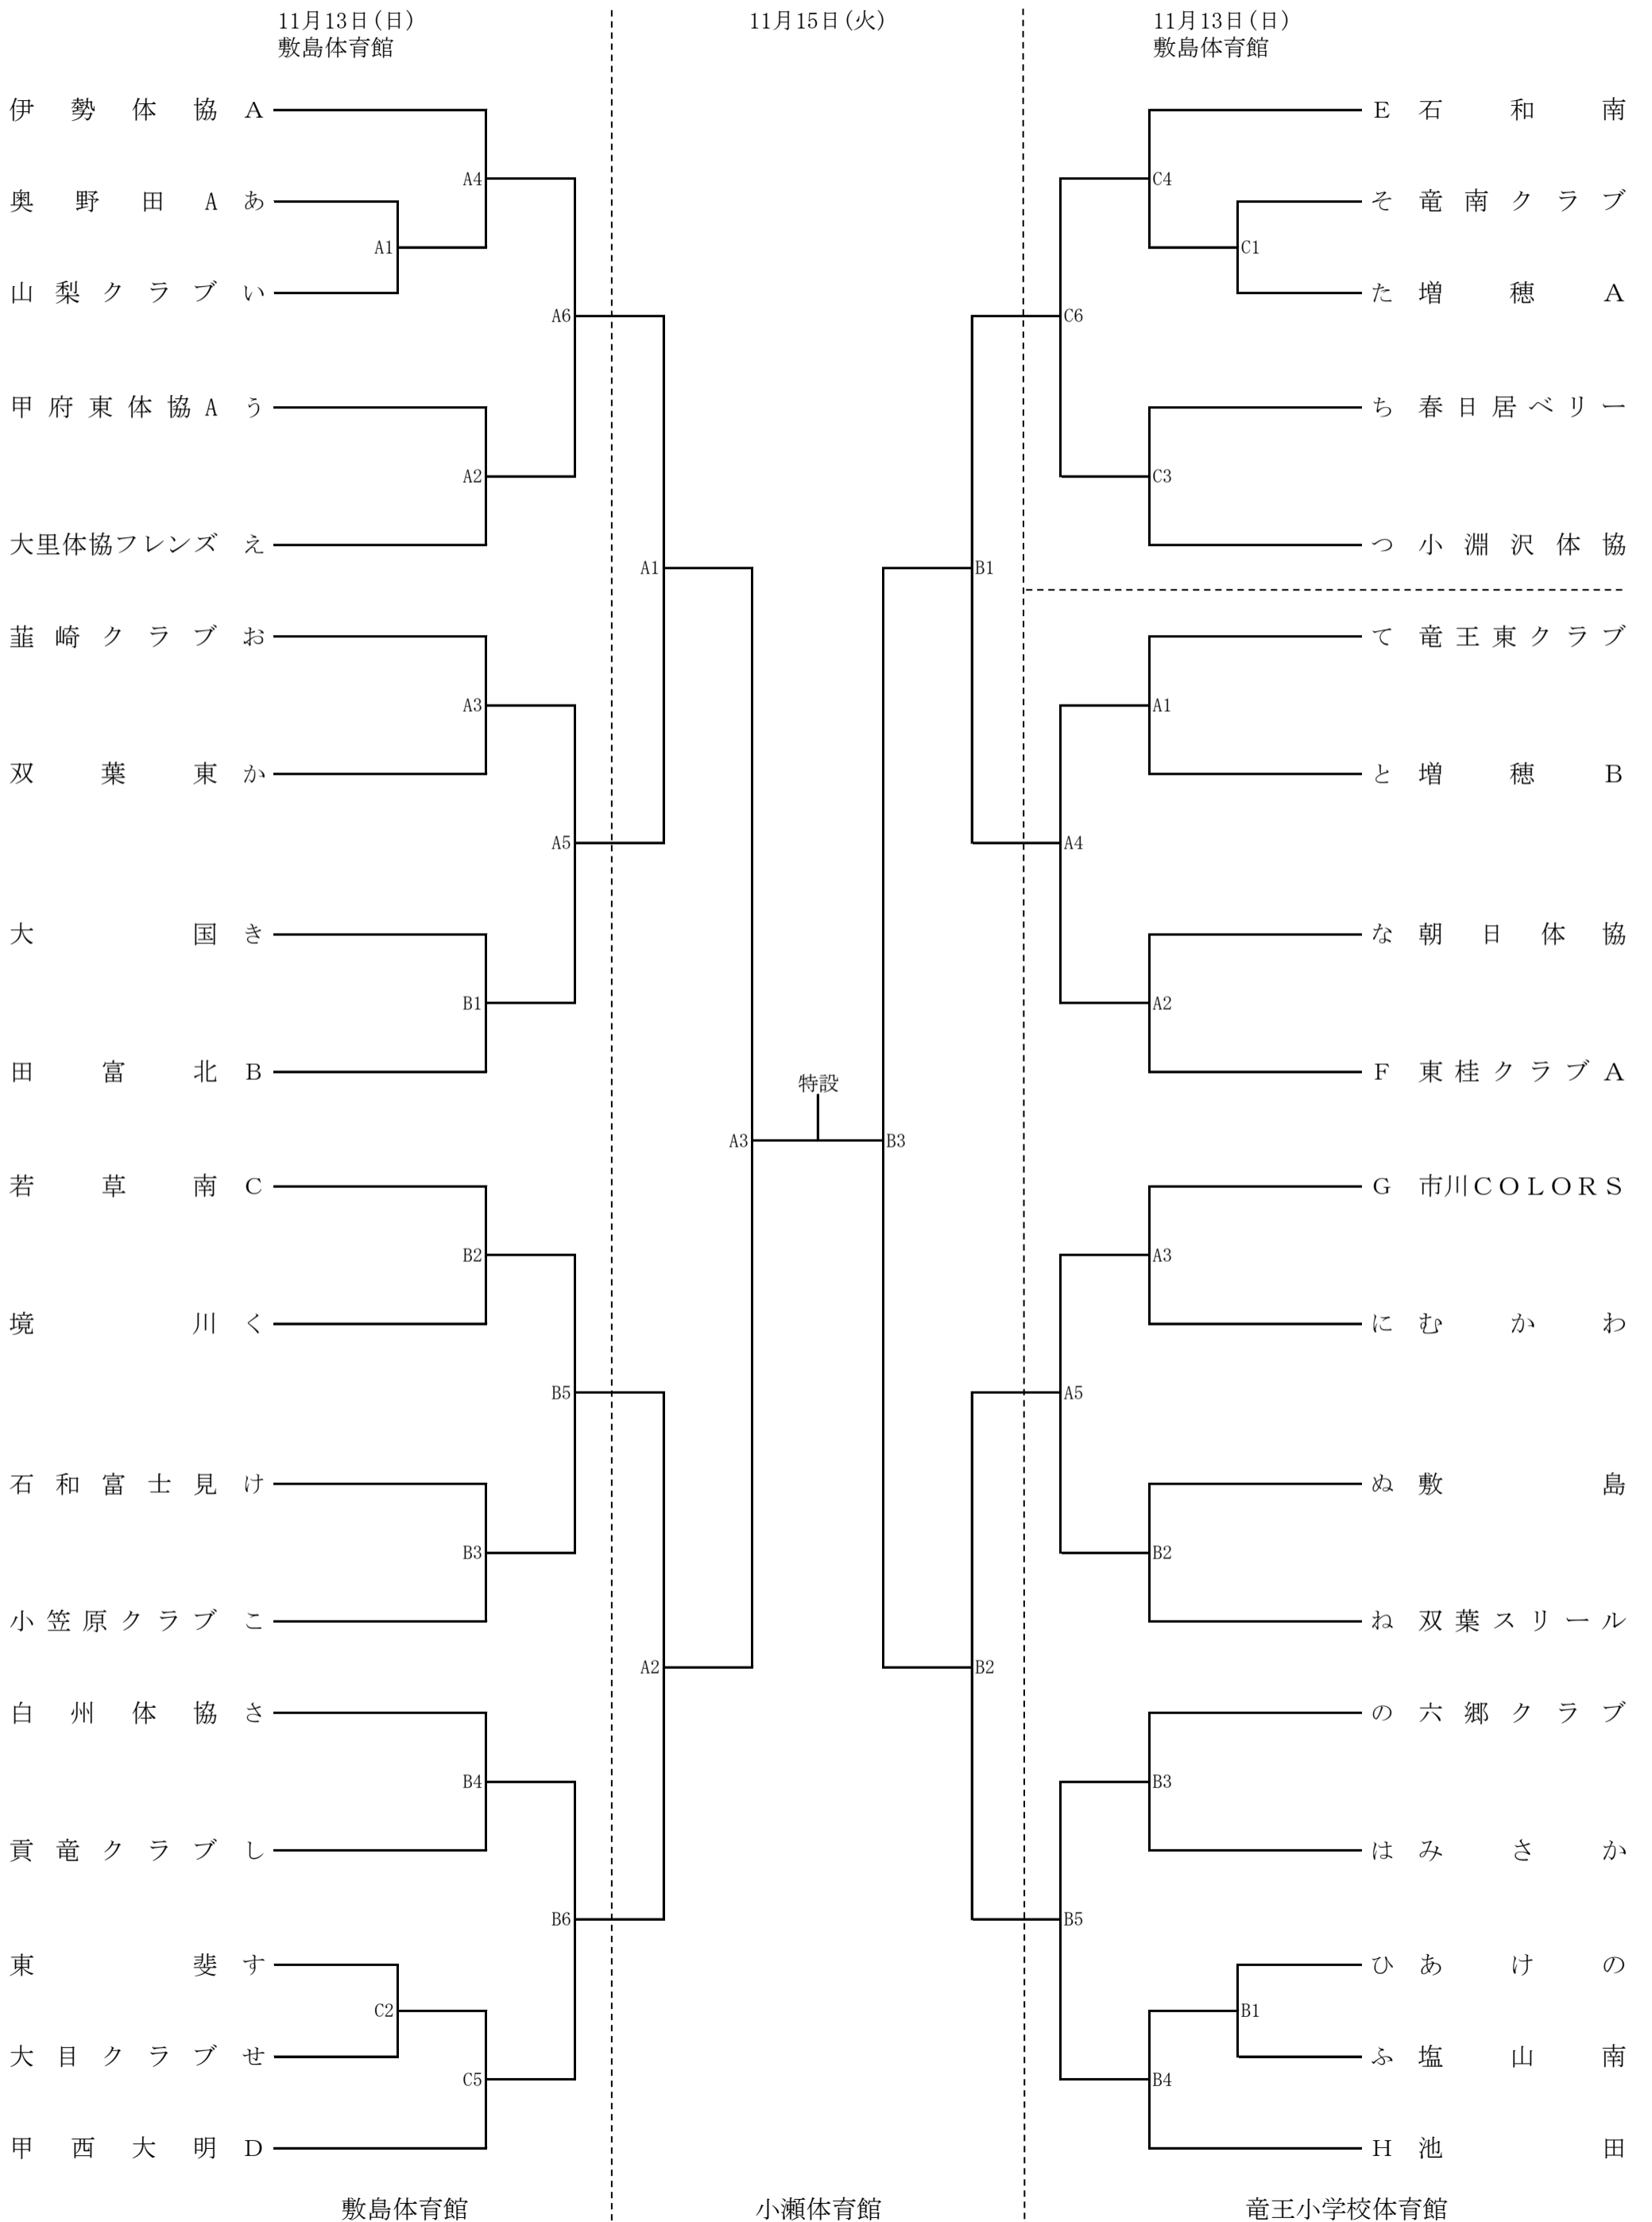 11月13日(日)
敷島体育館
11月15日(火)
11月13日(日)
敷島体育館
伊勢体協 A
奥野田A あ
山梨クラブ い
甲府東体協A う
大里体協フレンズ え
韮崎クラブ お
双葉東 か
大国 き
田富北 B
若草南 C
境川 く
石和富士見 け
小笠原クラブ こ
白州体協 さ
貢竜クラブ し
東斐 す
大目クラブ せ
甲西大明 D
A4
A1
A6
A2
A1
A3
A5
B1
特設
A3
B3
B2
B5
B3
A2
B4
B6
C2
C5
C4
C1
C6
C3
B1
A1
A4
A2
A3
A5
B2
B2
B3
B5
B1
B4
E 石和南
そ 竜南クラブ
た 増穂A
ち 春日居ベリー
つ 小淵沢体協
て 竜王東クラブ
と 増穂B
な 朝日体協
F 東桂クラブA
G 市川COLORS
に むかわ
ぬ 敷島
ね 双葉スリール
の 六郷クラブ
は みさか
ひ あけの
ふ 塩山南
H 池田
敷島体育館
小瀬体育館
竜王小学校体育館